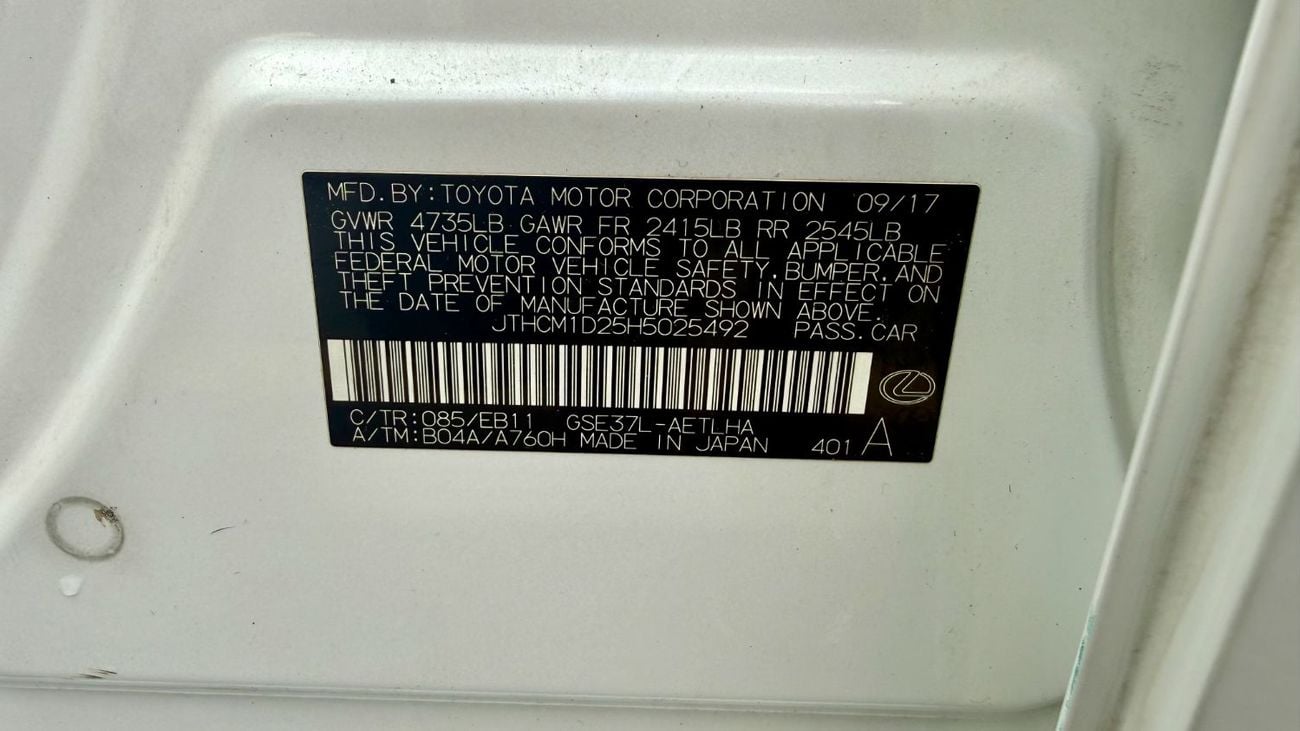 MFD.BY:TOYOTA MOTOR CORPORATION 09/17
GVWR 4735LB GAWR FR 2415LB RR 2545LB
THIS VEHICLE CONFORMS TO ALL APPLICABLE
FEDERAL MOTOR VEHICLE SAFETY,BUMPER,AND
THEFT PREVENTION STANDARDS IN EFFECT ON
THE DATE OF MANUFACTURE SHOWN ABOVE.
JTHCM1D25H5025492 PASS.CAR
C/TR:085/EB11 GSE37L-AETLHA
A/TM:B04A/A760H MADE IN JAPAN 401 A